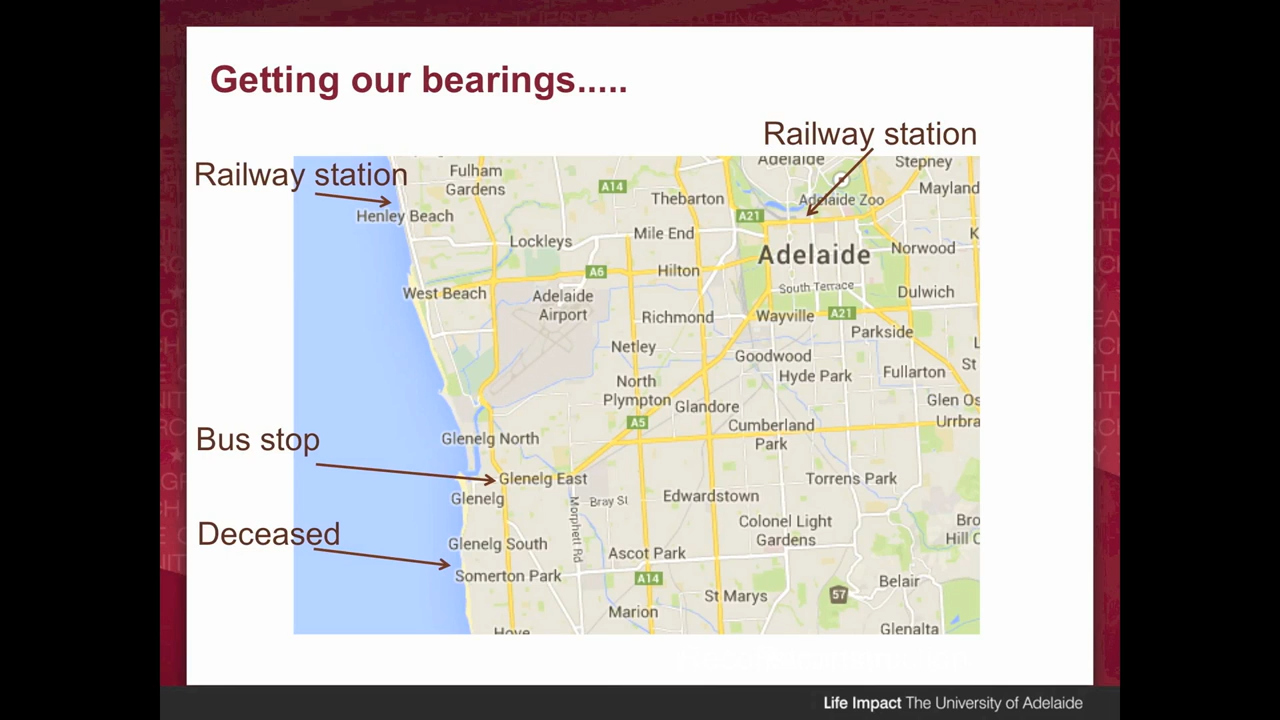 Getting our bearings.....
Railway station
Railway station
Bus stop
Deceased
Adelaide
Stepney
Fulham
Gardens
A14
Thebarton
Mayland
Adelaide Zoo
Henley Beach
A21
Lockleys
Mile End
K
Norwood
Adelaide
A6
Hilton
South Terrace
West Beach
Adelaide
Airport
Dulwich
Richmond
Wayville
A21
Parkside
Netley
Goodwood
L
St
Hyde Park
Fullarton
North
Plympton
Glandore
Glen Os
A5
Cumberland
Park
Urrbra
Glenelg North
Glenelg East
Torrens Park
Glenelg
Bray St
Edwardstown
Morphett Rd
Colonel Light
Gardens
Bro
Hill C
Glenelg South
Ascot Park
Somerton Park
A14
Belair
St Marys
57
Marion
Glenalta
Hove
Life Impact The University of Adelaide